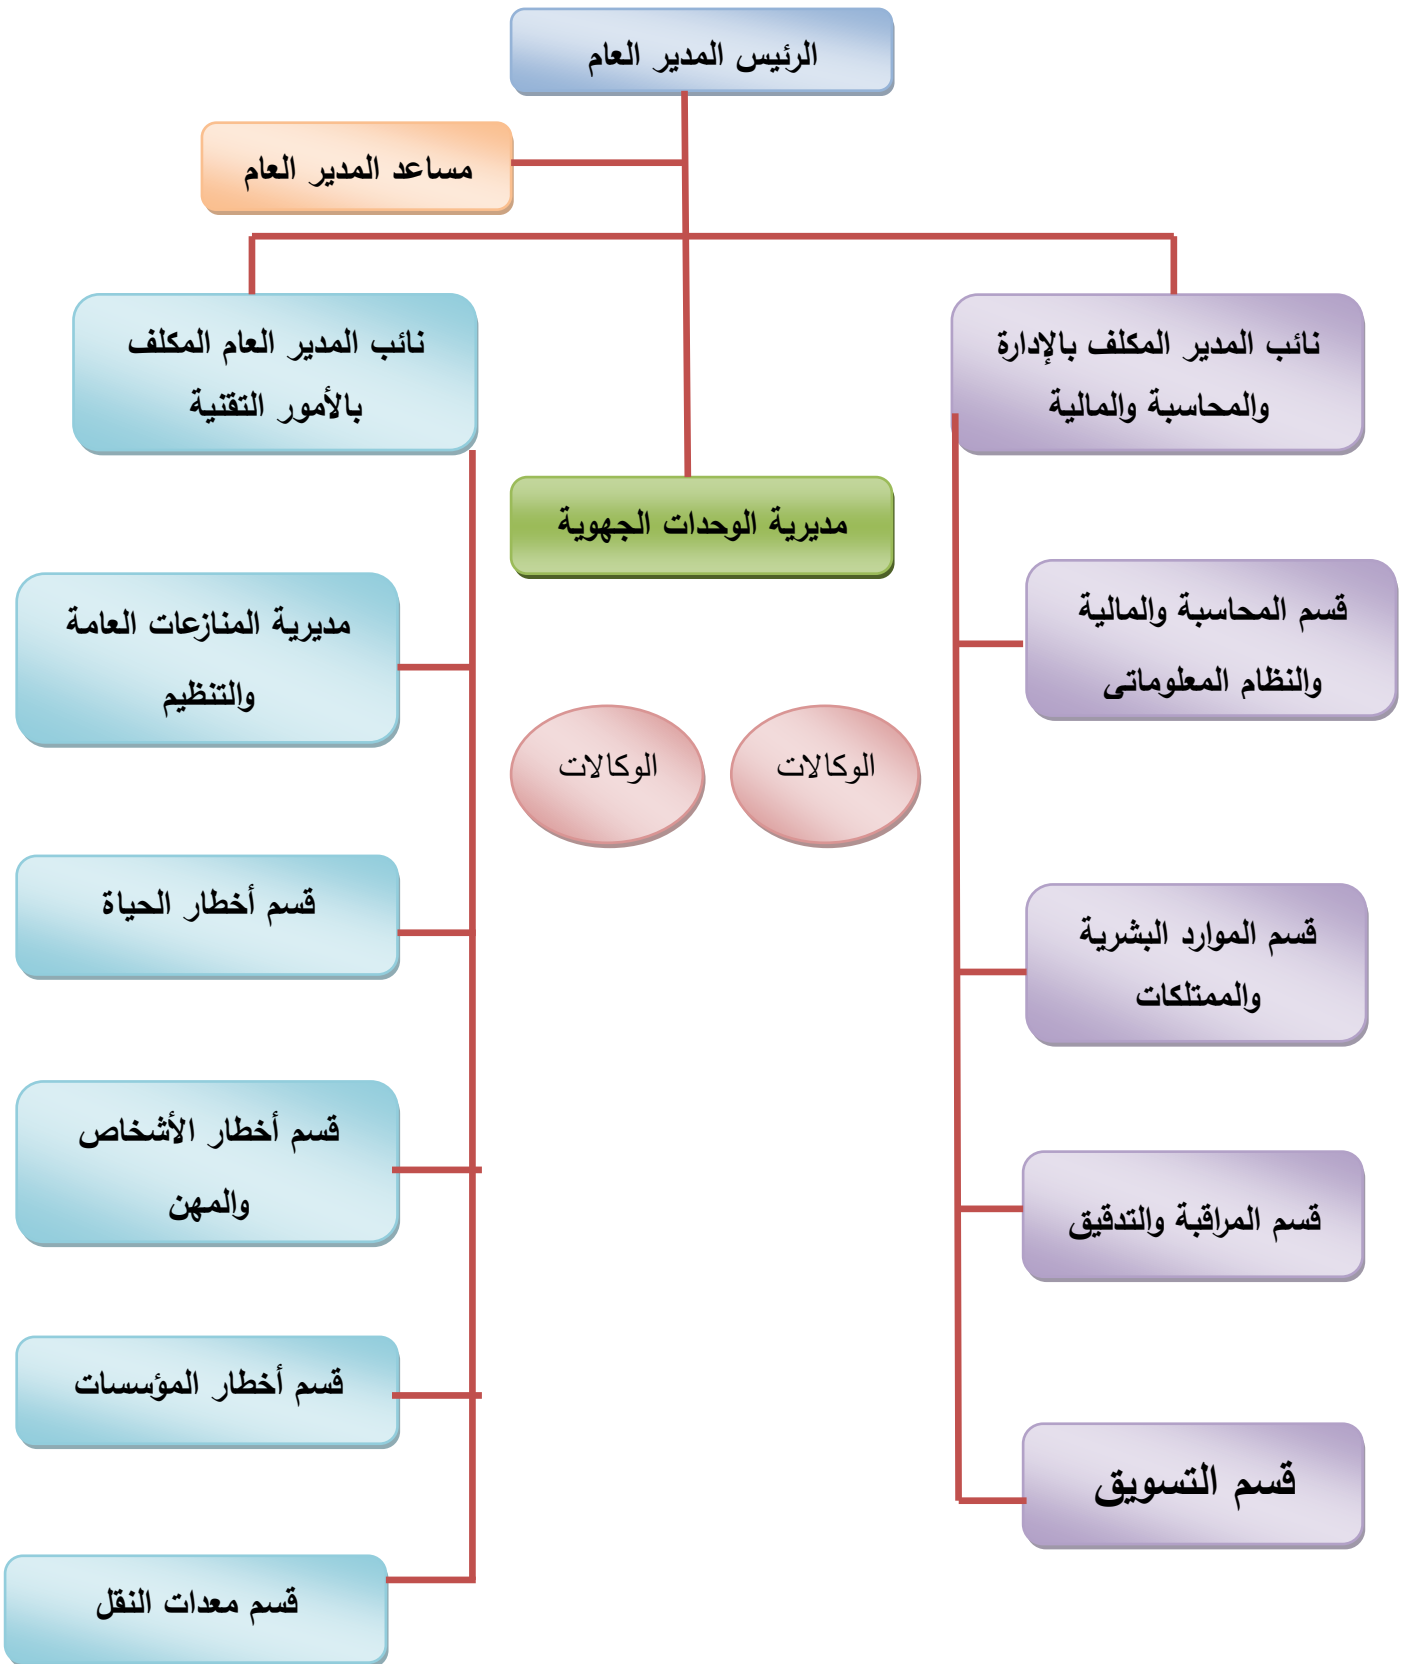 الرئيس المدير العام
مساعد المدير العام
نائب المدير المكلف بالإدارة
والمحاسبة والمالية
نائب المدير العام المكلف
بالأمور التقنية
مديرية الوحدات الجهوية
قسم المحاسبة والمالية
والنظام المعلوماتى
مديرية المنازعات العامة
والتنظيم
الوكالات
الوكالات
قسم الموارد البشرية
والممتلكات
قسم أخطار الحياة
قسم المراقبة والتدقيق
قسم أخطار الأشخاص
والمهن
قسم أخطار المؤسسات
قسم التسويق
قسم معدات النقل